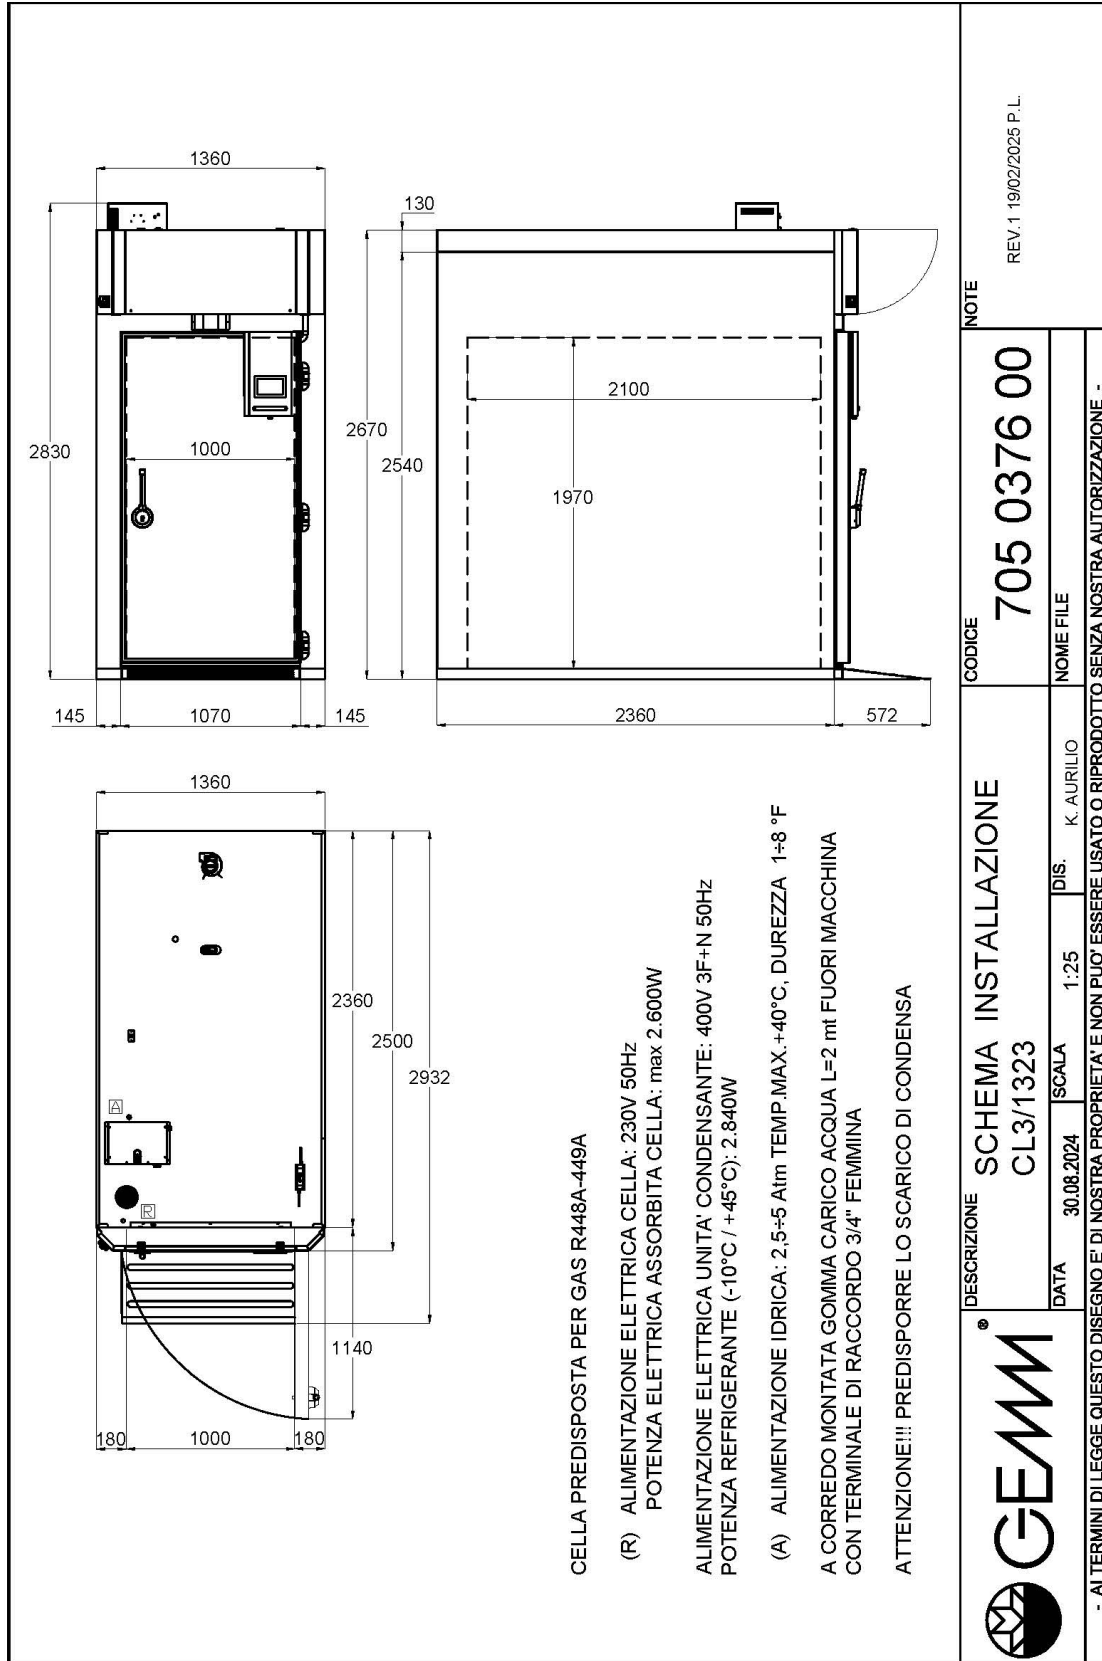 1360
2830
1000
145
1070
145
130
2670
2540
2100
1970
2360
572
1360
2360
2500
2932
1140
180
1000
180
A
R
CELLA PREDISPOSTA PER GAS R448A-449A
(R) ALIMENTAZIONE ELETTRICA CELLA: 230V 50Hz
POTENZA ELETTRICA ASSORBITA CELLA: max 2.600W
ALIMENTAZIONE ELETTRICA UNITA' CONDENSANTE: 400V 3F+N 50Hz
POTENZA REFRIGERANTE (-10°C / +45°C): 2.840W
(A) ALIMENTAZIONE IDRICA: 2,5÷5 Atm TEMP.MAX.+40°C, DUREZZA 1÷8 °F
A CORREDO MONTATA GOMMA CARICO ACQUA L=2 mt FUORI MACCHINA
CON TERMINALE DI RACCORDO 3/4" FEMMINA
ATTENZIONE!!! PREDISPORRE LO SCARICO DI CONDENSA
GEMM®
DESCRIZIONE
SCHEMA INSTALLAZIONE
CL3/1323
CODICE
705 0376 00
NOTE
REV.1 19/02/2025 P.L.
DATA
30.08.2024
SCALA
1:25
DIS.
K. AURILIO
NOME FILE
- AI TERMINI DI LEGGE QUESTO DISEGNO E' DI NOSTRA PROPRIETA' E NON PUO' ESSERE USATO O RIPRODOTTO SENZA NOSTRA AUTORIZZAZIONE -